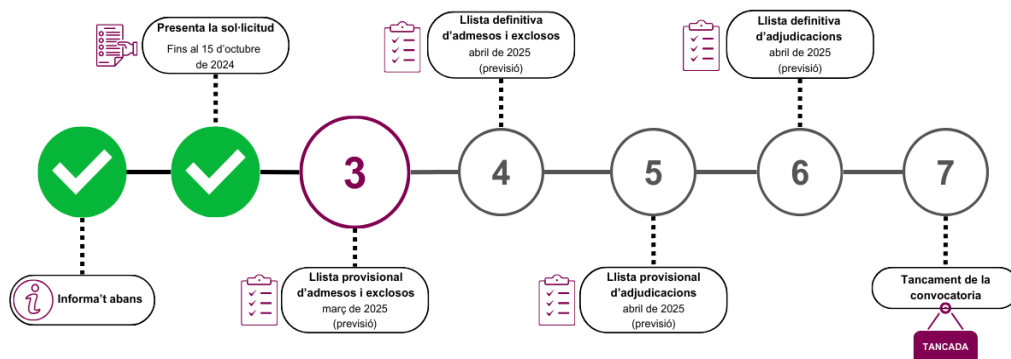 Presenta la sol·licitud
Fins al 15 d'octubre
de 2024
Llista definitiva
d'admesos i exclosos
abril de 2025
(previsió)
Llista definitiva
d'adjudicacions
abril de 2025
(previsió)
3
4
5
6
7
Informa't abans
Llista provisional
d'admesos i exclosos
març de 2025
(previsió)
Llista provisional
d'adjudicacions
abril de 2025
(previsió)
Tancament de la
convocatoria
TANCADA